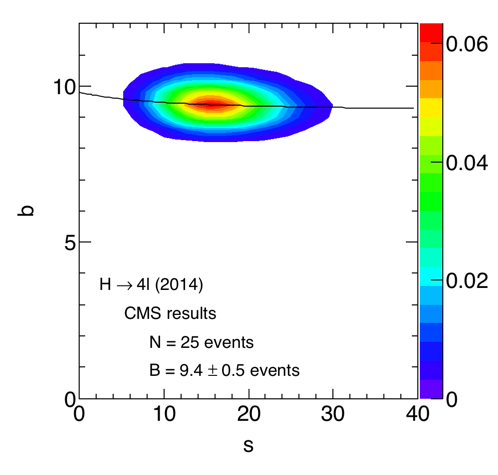 0.06
10
0.04
b
5
0.02
H → 4l (2014)
CMS results
N = 25 events
B = 9.4 ± 0.5 events
0
0
0 10 20 30 40
s